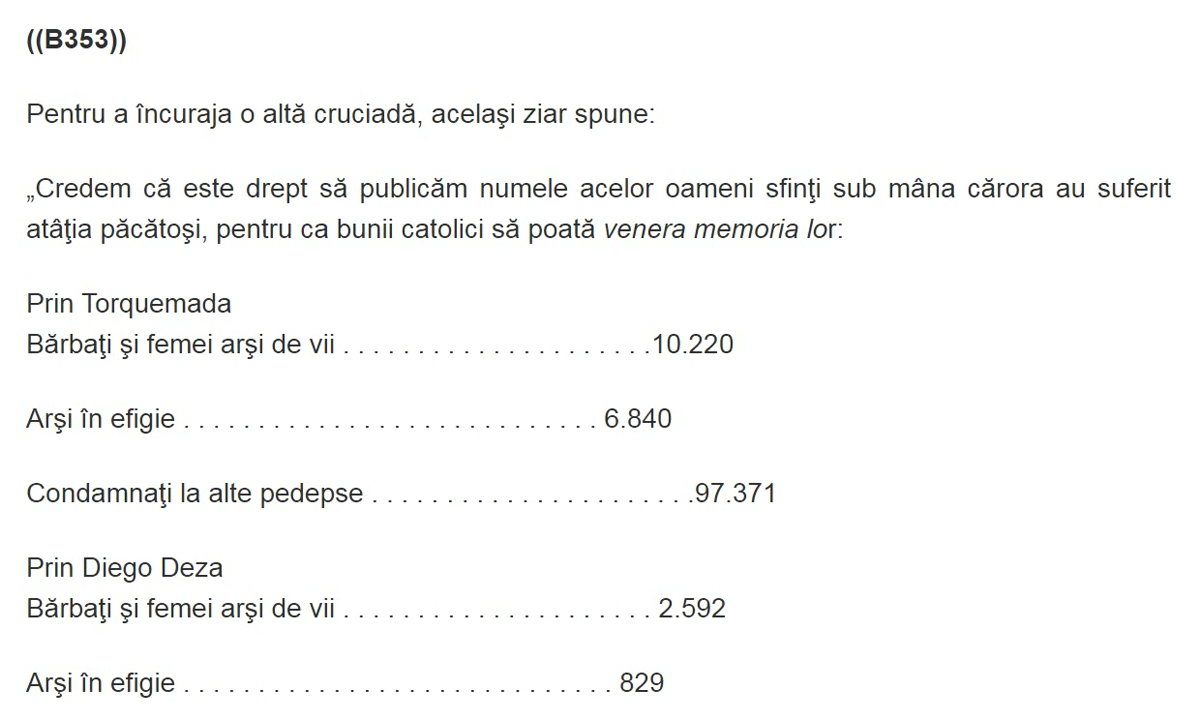 ((B353))
Pentru a încuraja o altă cruciadă, acelaşi ziar spune:
„Credem că este drept să publicăm numele acelor oameni sfinţi sub mâna cărora au suferit
atâţia păcătoşi, pentru ca bunii catolici să poată venera memoria lor:
Prin Torquemada
Bărbaţi şi femei arşi de vii . . . . . . . . . . . . . . . . . . . . .10.220
Arşi în efigie . . . . . . . . . . . . . . . . . . . . . . . . . . . . 6.840
Condamnaţi la alte pedepse . . . . . . . . . . . . . . . . . . . . . .97.371
Prin Diego Deza
Bărbaţi şi femei arşi de vii . . . . . . . . . . . . . . . . . . . . . 2.592
Arşi în efigie . . . . . . . . . . . . . . . . . . . . . . . . . . . . . 829